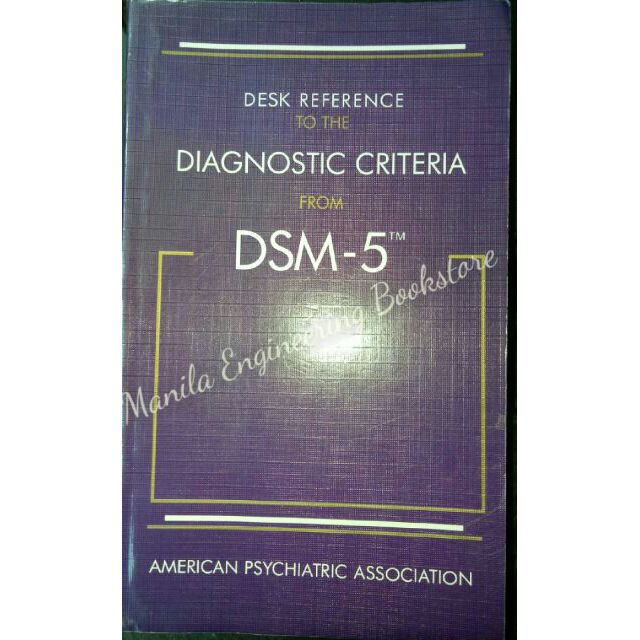 DESK REFERENCE
TO THE
DIAGNOSTIC CRITERIA
FROM
DSM-5™
Manila Engineering Bookstore
AMERICAN PSYCHIATRIC ASSOCIATION